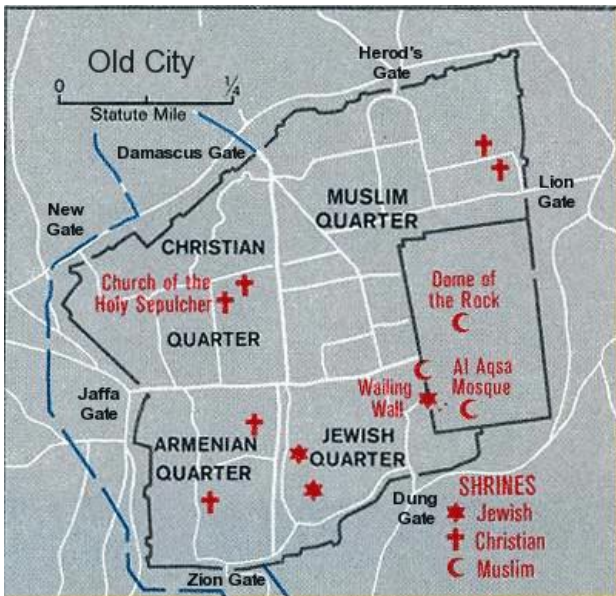 Old City
0 1/4
Statute Mile
Herod's
Gate
Damascus Gate
New
Gate
Lion
Gate
MUSLIM
QUARTER
CHRISTIAN
Church of the
Holy Sepulcher
QUARTER
Dome of
the Rock
Al Aqsa
Mosque
Wailing
Wall
Jaffa
Gate
ARMENIAN
QUARTER
JEWISH
QUARTER
Dung
Gate
Zion Gate
SHRINES
Jewish
Christian
Muslim